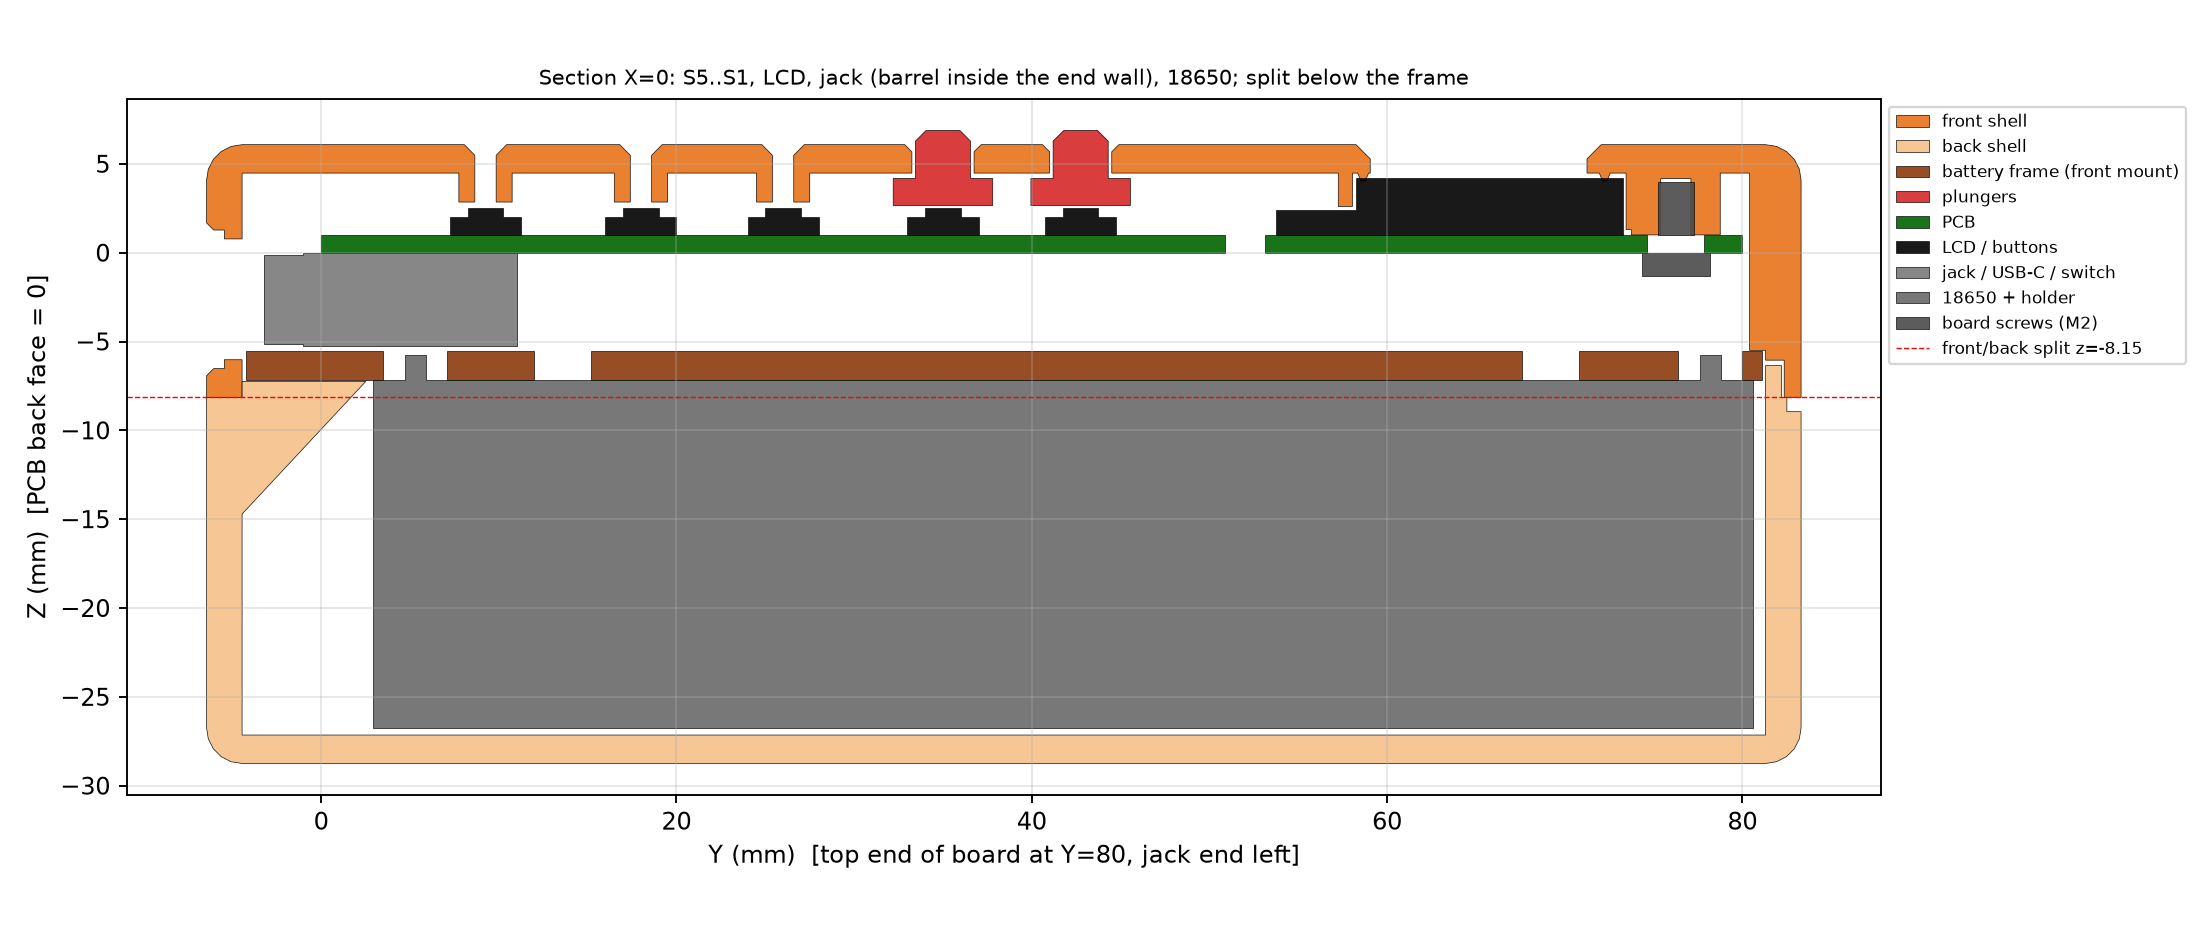 Section X=0: S5..S1, LCD, jack (barrel inside the end wall), 18650; split below the frame
front shell
back shell
battery frame (front mount)
plungers
PCB
LCD / buttons
jack / USB-C / switch
18650 + holder
board screws (M2)
front/back split z=-8.15
Z (mm)  [PCB back face = 0]
5
0
−5
−10
−15
−20
−25
−30
0
20
40
60
80
Y (mm)  [top end of board at Y=80, jack end left]